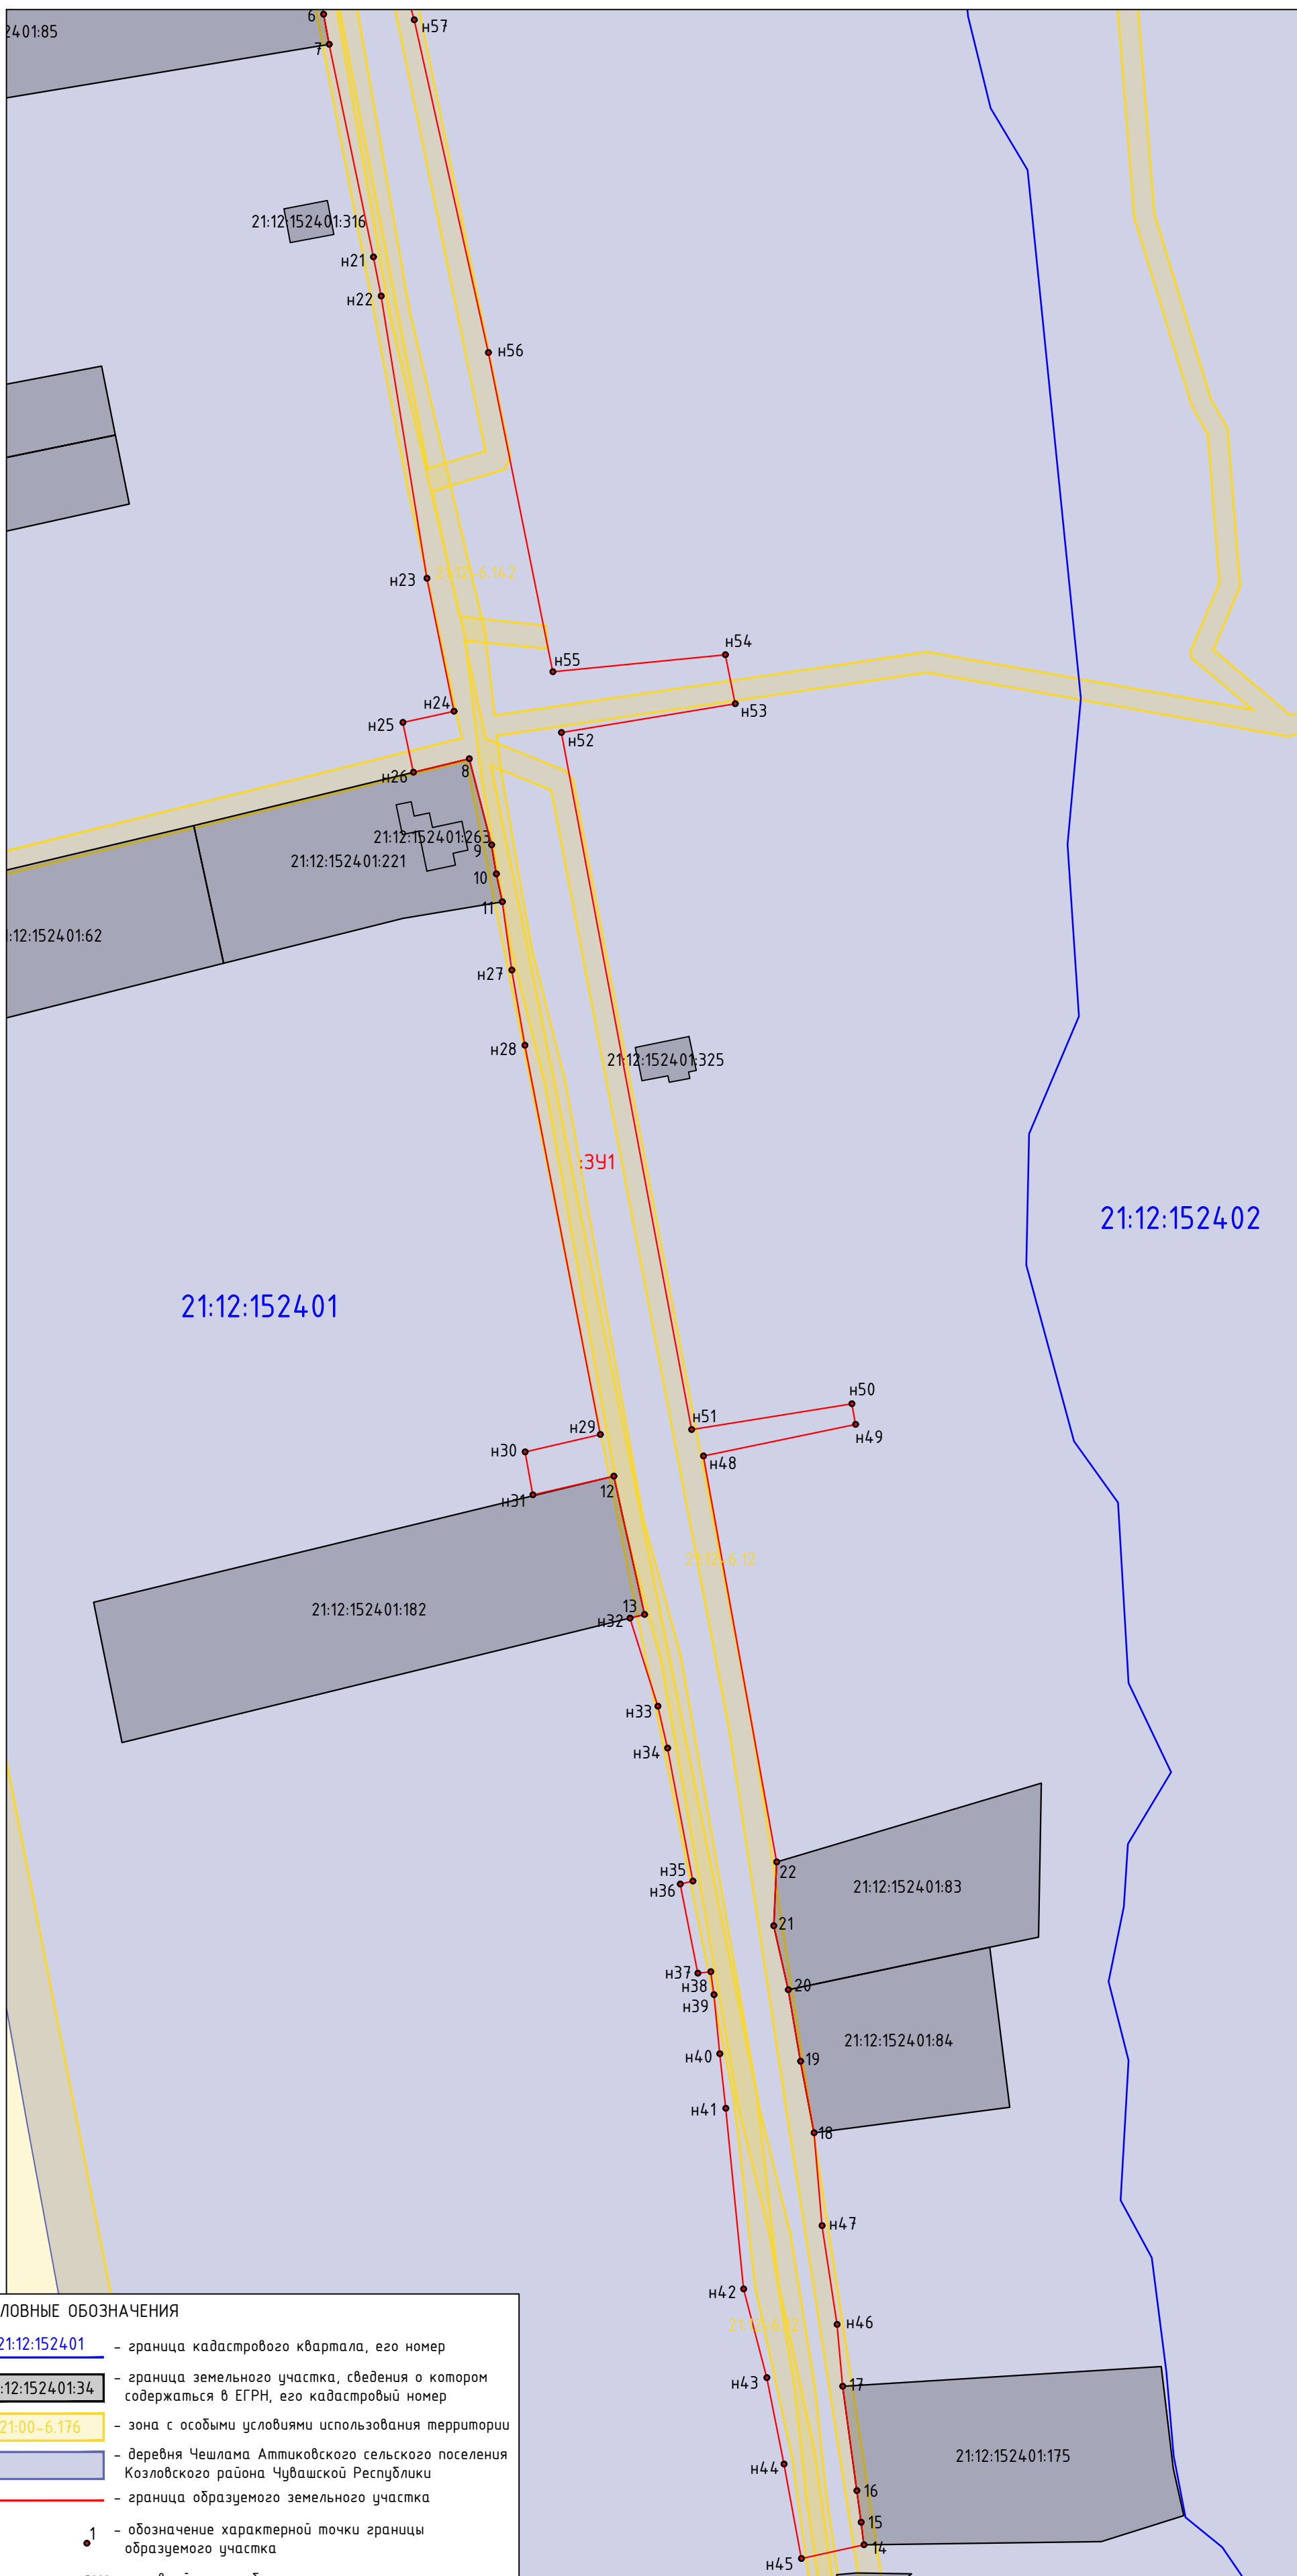 6
н57
2401:85
7
21:12:152401:316
н21
н22
н56
н23
21:12-6.142
н54
н55
н24
н25
н53
н52
8
н26
21:12:152401:263
9
21:12:152401:221
10
11
:12:152401:62
н27
н28
21:12:152401:325
:ЗУ1
21:12:152402
21:12:152401
н50
н51
н49
н29
н30
н48
12
н31
21:12-6.12
13
21:12:152401:182
н32
н33
н34
22
н35
21:12:152401:83
н36
21
н37
н38
20
н39
21:12:152401:84
н40
19
н41
18
н47
н42
н46
н43
17
21:12:152401:175
н44
16
15
14
н45
ЛОВНЫЕ ОБОЗНАЧЕНИЯ
21:12:152401 – граница кадастрового квартала, его номер
:12:152401:34 – граница земельного участка, сведения о котором
содержаться в ЕГРН, его кадастровый номер
21:00-6.176 – зона с особыми условиями использования территории
– деревня Чешлама Аттиковского сельского поселения
Козловского района Чувашской Республики
– граница образуемого земельного участка
1 – обозначение характерной точки границы
образуемого участка